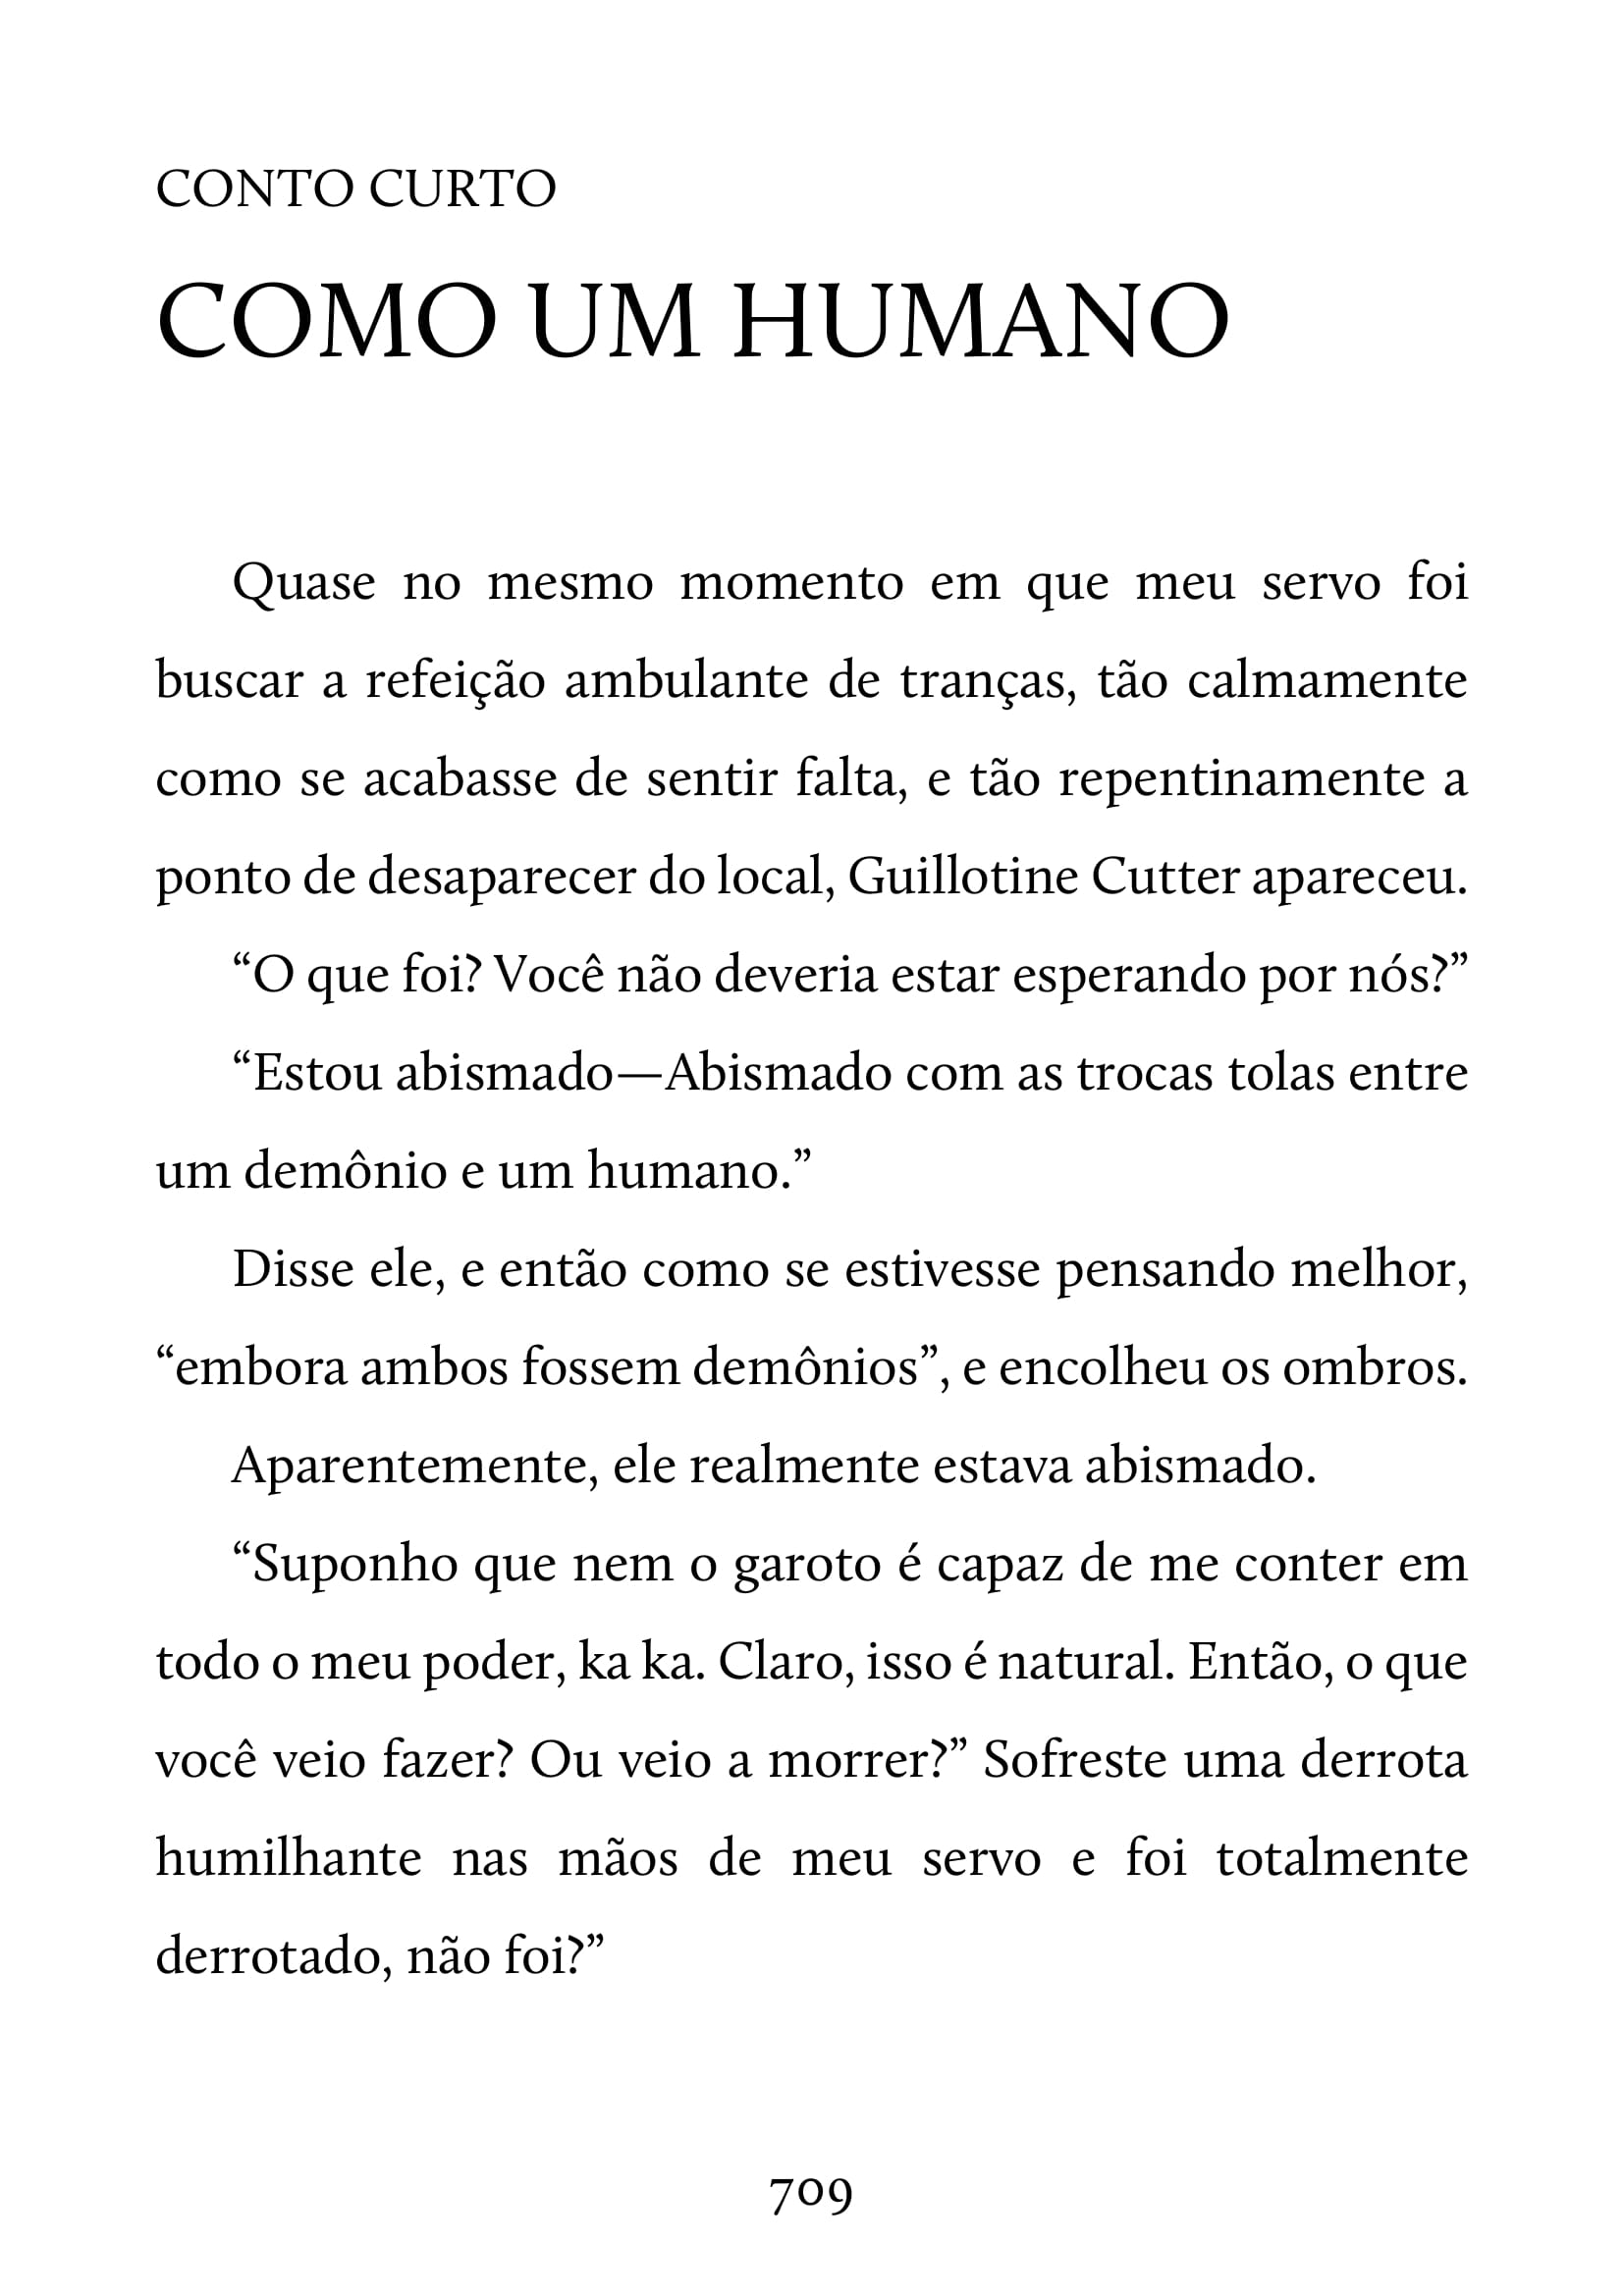 CONTO CURTO
COMO UM HUMANO
Quase no mesmo momento em que meu servo foi
buscar a refeição ambulante de tranças, tão calmamente
como se acabasse de sentir falta, e tão repentinamente a
ponto de desaparecer do local, Guillotine Cutter apareceu.
“O que foi? Você não deveria estar esperando por nós?”
“Estou abismado—Abismado com as trocas tolas entre
um demônio e um humano.”
Disse ele, e então como se estivesse pensando melhor,
“embora ambos fossem demônios”, e encolheu os ombros.
Aparentemente, ele realmente estava abismado.
“Suponho que nem o garoto é capaz de me conter em
todo o meu poder, ka ka. Claro, isso é natural. Então, o que
você veio fazer? Ou veio a morrer?” Sofreste uma derrota
humilhante nas mãos de meu servo e foi totalmente
derrotado, não foi?”
709